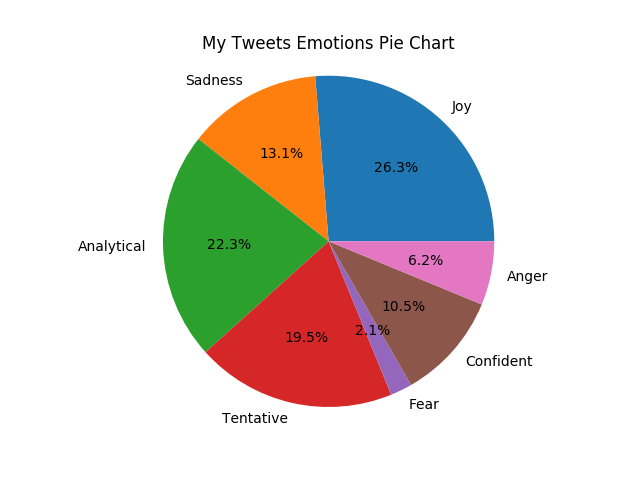 My Tweets Emotions Pie Chart
Sadness
Joy
13.1%
26.3%
Analytical
22.3%
6.2%
Anger
10.5%
2.1%
19.5%
Confident
Fear
Tentative